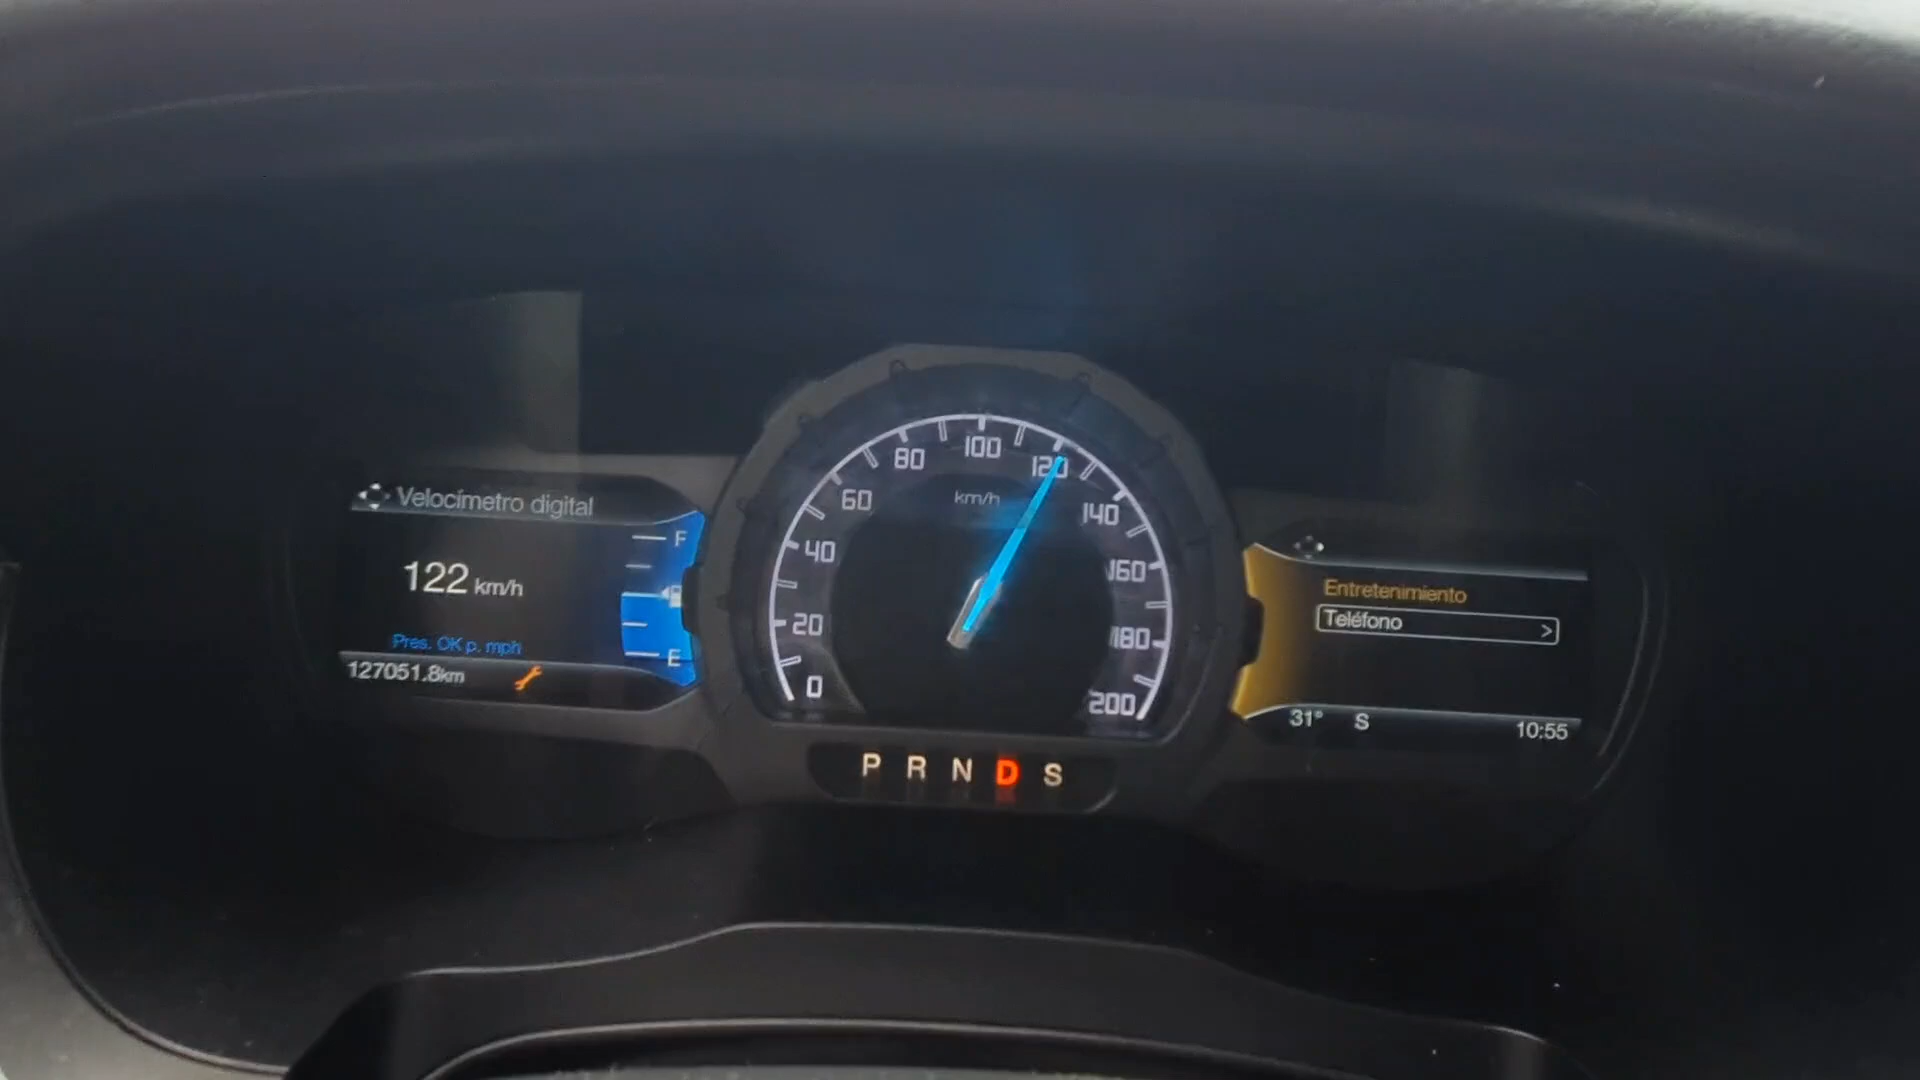 Velocímetro digital
122 km/h
Pres. OK p. mph
127051.8km
F
E
0
20
40
60
80
100
120
140
160
180
200
km/h
P R N D S
Entretenimiento
Teléfono >
31° S 10:55